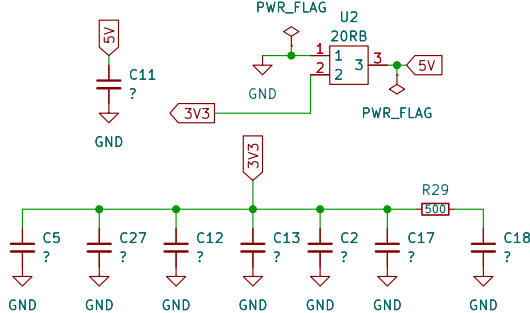 PWR_FLAG
U2
20RB
5V
C11
?
GND
1
2
1
2
3
3
5V
GND
PWR_FLAG
3V3
3V3
R29
500
C5
?
C27
?
C12
?
C13
?
C2
?
C17
?
C18
?
GND
GND
GND
GND
GND
GND
GND